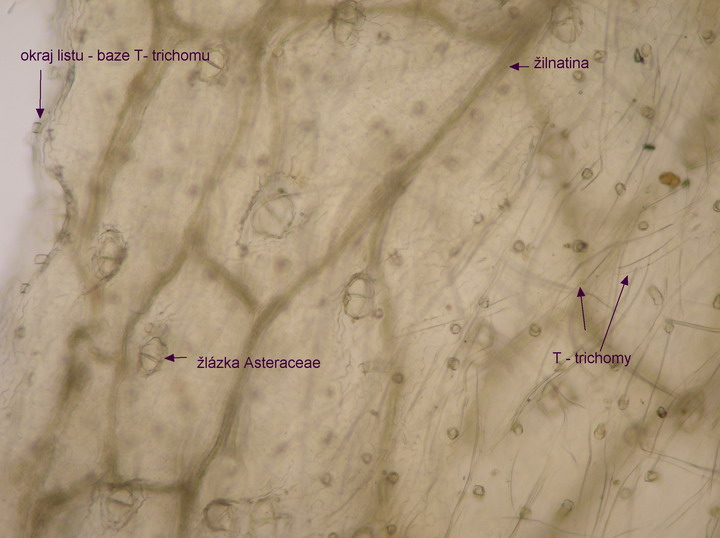 okraj listu - baze T- trichomu
žilnatina
žlázka Asteraceae
T - trichomy